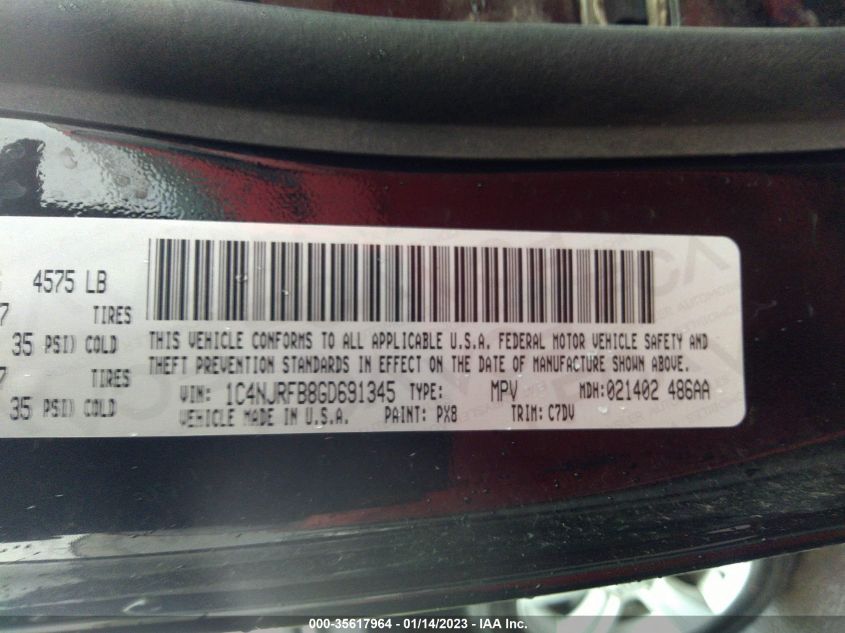 4575 LB
TIRES
35 PSI) COLD
TIRES
35 PSI) COLD
THIS VEHICLE CONFORMS TO ALL APPLICABLE U.S.A. FEDERAL MOTOR VEHICLE SAFETY AND
THEFT PREVENTION STANDARDS IN EFFECT ON THE DATE OF MANUFACTURE SHOWN ABOVE.
VIN: 1C4NJRFB8GD691345 TYPE: MPV MDH:021402 486AA
VEHICLE MADE IN U.S.A. PAINT: PX8 TRIM: C7DV
000-35617964 - 01/14/2023 - IAA Inc.